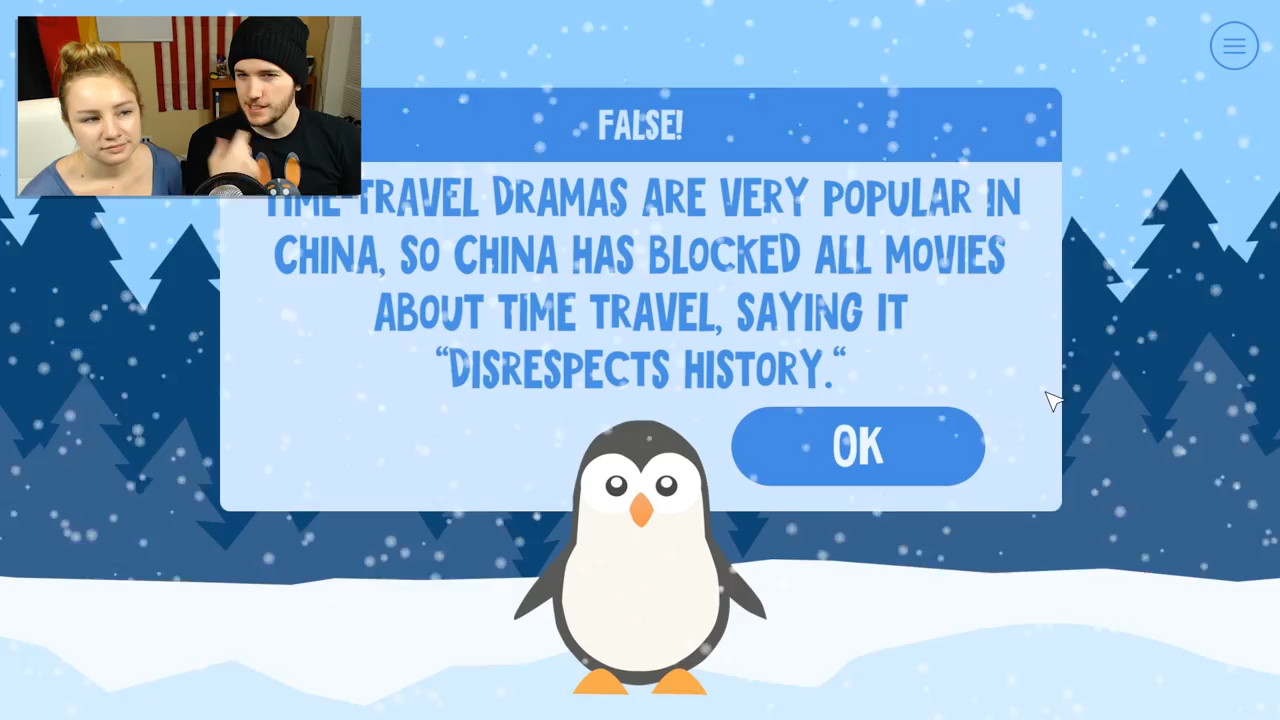 FALSE!
TIME-TRAVEL DRAMAS ARE VERY POPULAR IN
CHINA, SO CHINA HAS BLOCKED ALL MOVIES
ABOUT TIME TRAVEL, SAYING IT
“DISRESPECTS HISTORY.“
OK